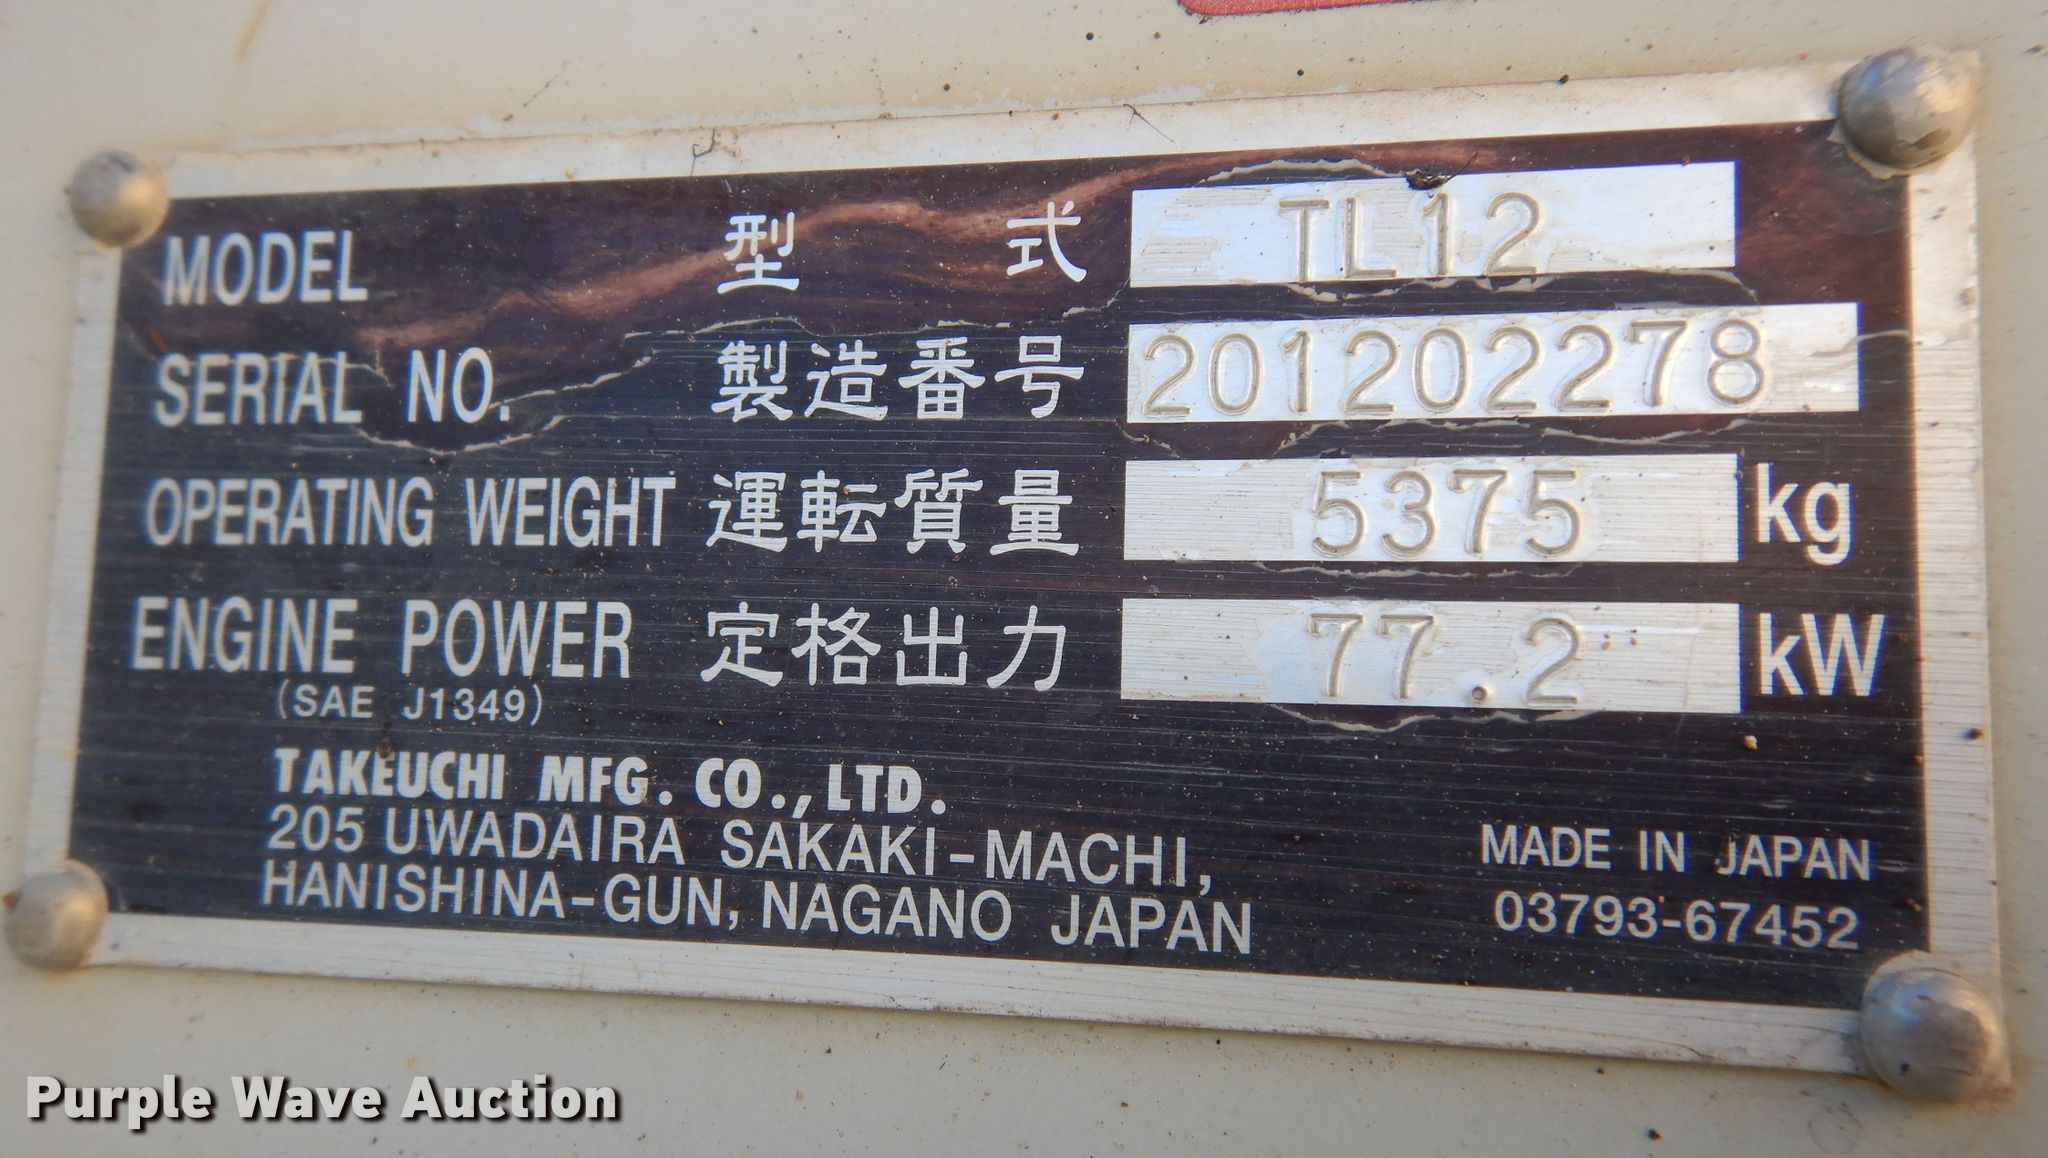 MODEL 型 式 TL12
SERIAL NO. 製造番号 201202278
OPERATING WEIGHT 運転質量 5375 kg
ENGINE POWER 定格出力 77.2 kW
(SAE J1349)
TAKEUCHI MFG. CO., LTD.
205 UWADAIRA SAKAKI-MACHI,
HANISHINA-GUN, NAGANO JAPAN
MADE IN JAPAN
03793-67452
Purple Wave Auction